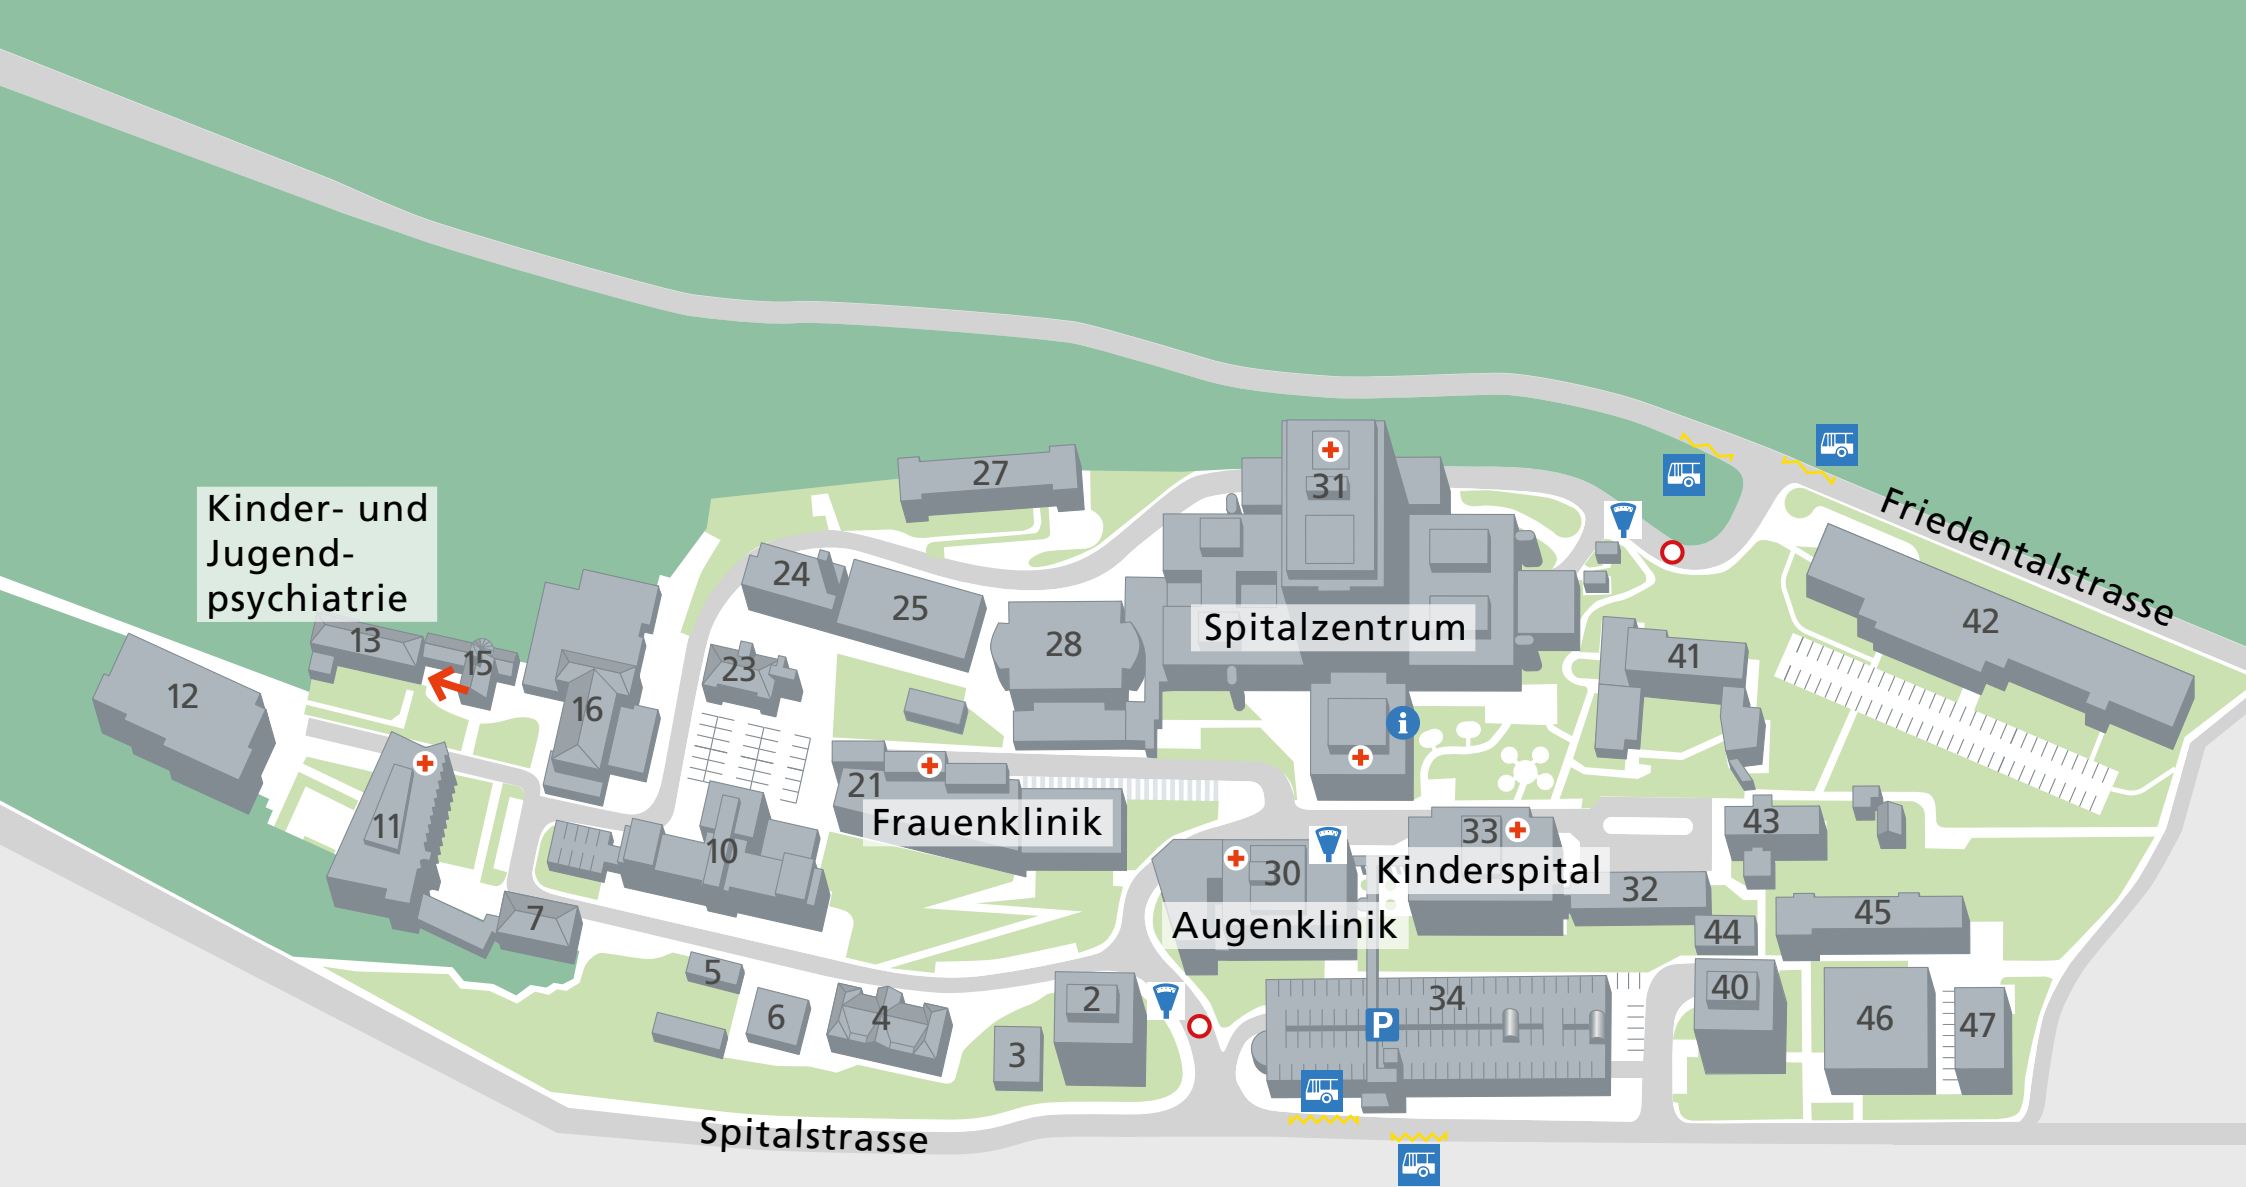 Kinder- und
Jugend-
psychiatrie
27
31
Friedentalstrasse
24
25
42
Spitalzentrum
13
15
28
41
12
23
16
i
21
Frauenklinik
11
10
33
43
Kinderspital
30
32
7
Augenklinik
45
44
5
2
34
40
6
4
P
46
47
3
Spitalstrasse